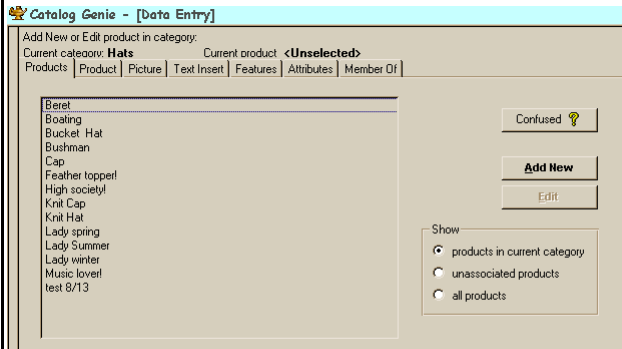 Catalog Genie - [Data Entry]
Add New or Edit product in category:
Current category: Hats Current product <Unselected>
Products Product Picture Text Insert Features Attributes Member Of
Beret
Boating
Bucket Hat
Bushman
Cap
Feather topper!
High society!
Knit Cap
Knit Hat
Lady spring
Lady Summer
Lady winter
Music lover!
test 8/13
Confused ?
Add New
Edit
Show
products in current category
unassociated products
all products